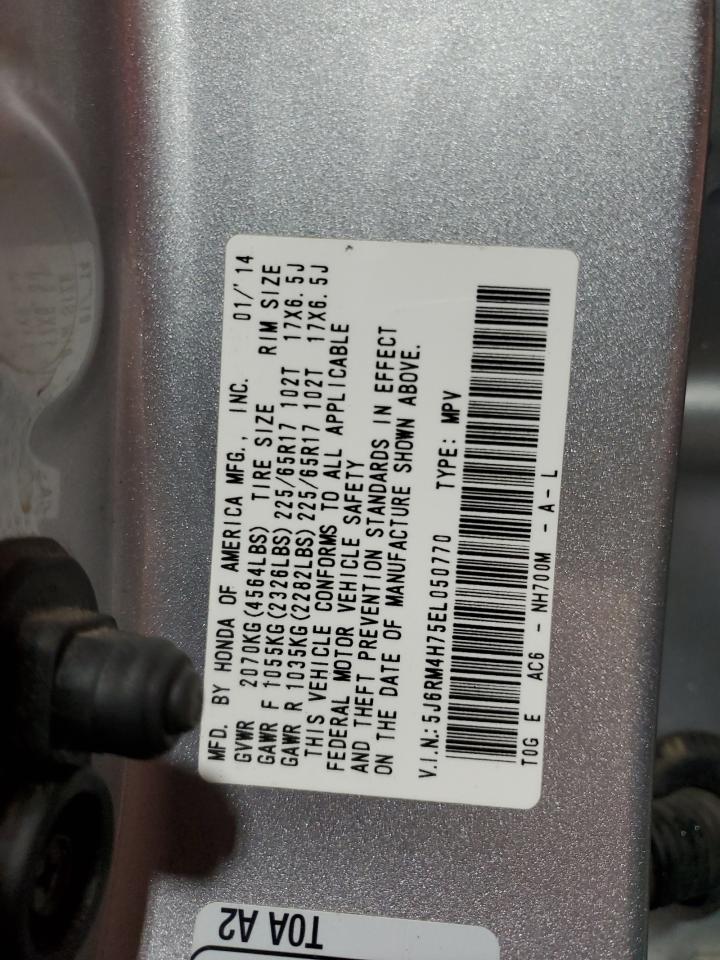 MFD. BY HONDA OF AMERICA MFG., INC. 01/'14
GVWR 2070KG(4564LBS) TIRE SIZE RIM SIZE
GAWR F 1055KG(2326LBS) 225/65R17 102T 17X6.5J
GAWR R 1035KG(2282LBS) 225/65R17 102T 17X6.5J
THIS VEHICLE CONFORMS TO ALL APPLICABLE
FEDERAL MOTOR VEHICLE SAFETY
AND THEFT PREVENTION STANDARDS IN EFFECT
ON THE DATE OF MANUFACTURE SHOWN ABOVE.
V.I.N.: 5J6RM4H75EL050770 TYPE: MPV
T0G E AC6 - NH700M - A - L
T0A A2